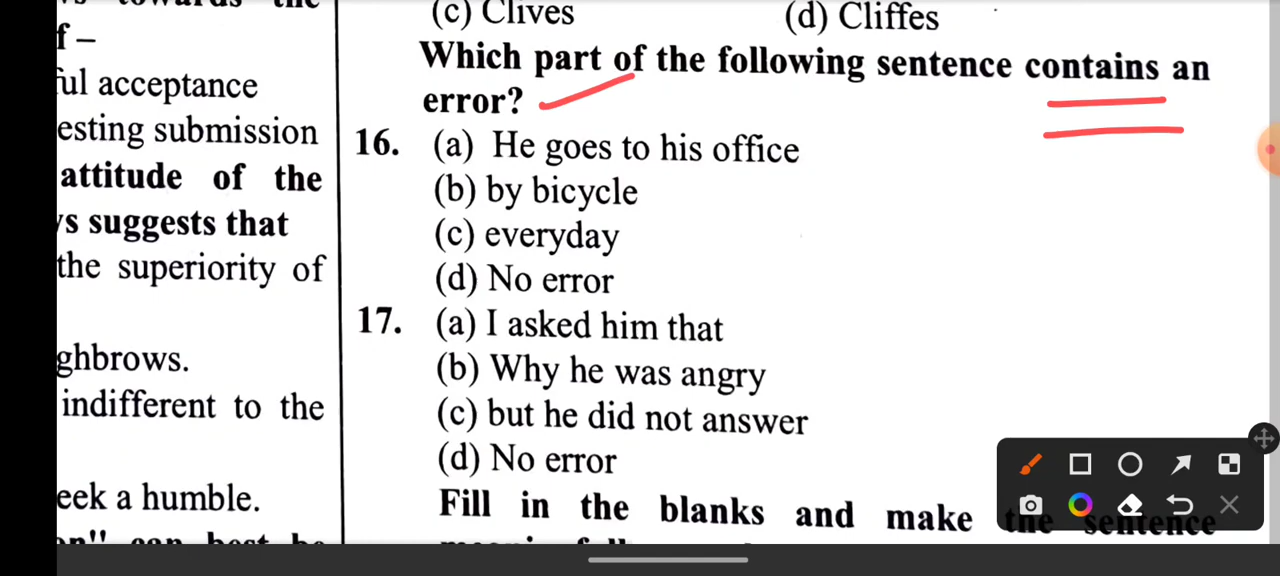 f –
ful acceptance
esting submission
attitude of the
s suggests that
the superiority of
ghbrows.
indifferent to the
eek a humble.
(c) Clives (d) Cliffes
Which part of the following sentence contains an
error?
16. (a) He goes to his office
(b) by bicycle
(c) everyday
(d) No error
17. (a) I asked him that
(b) Why he was angry
(c) but he did not answer
(d) No error
Fill in the blanks and make the sentence